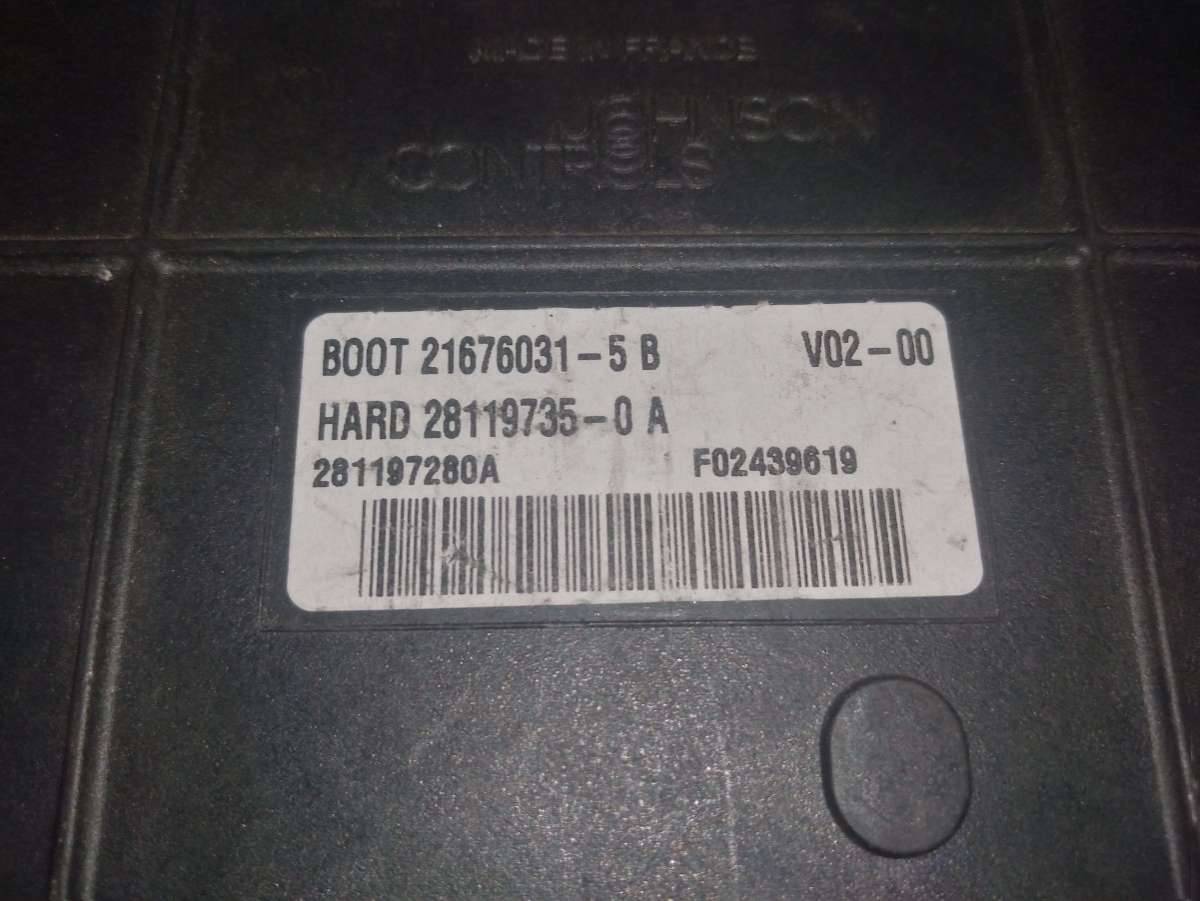 MADE IN FRANCE
JOHNSON
CONTROLS
BOOT 21676031-5 B V02-00
HARD 28119735-0 A
281197280A F02439619